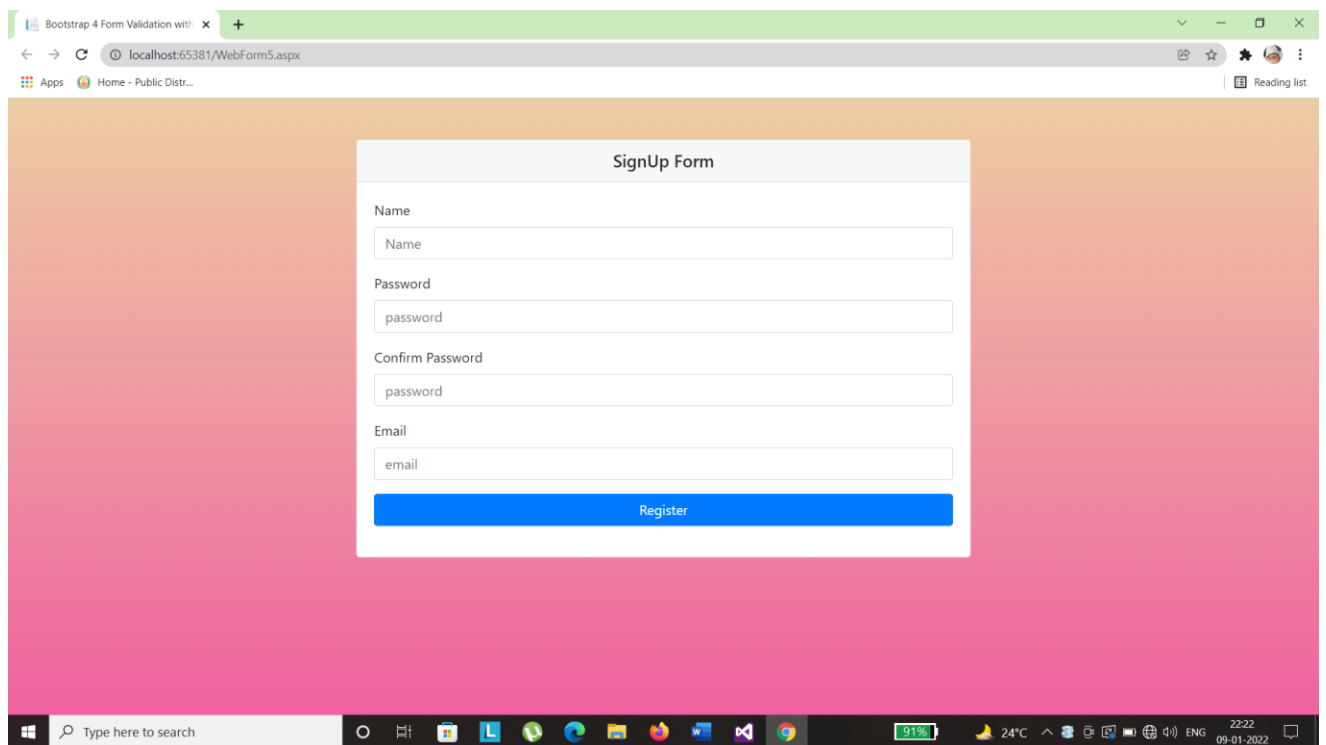 Bootstrap 4 Form Validation with
localhost:65381/WebForm5.aspx
Apps Home - Public Distr... Reading list
SignUp Form
Name
Name
Password
password
Confirm Password
password
Email
email
Register
Type here to search L W 91% 24°C ENG 22:22
09-01-2022